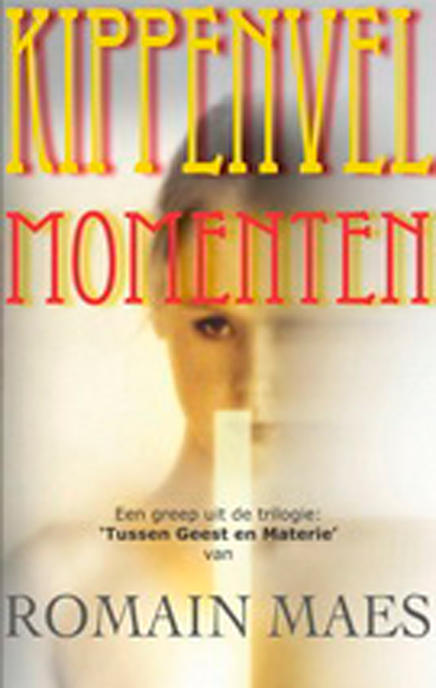 KIPPENVEL
MOMENTEN
Een greep uit de trilogie:
'Tussen Geest en Materie'
van
ROMAIN MAES